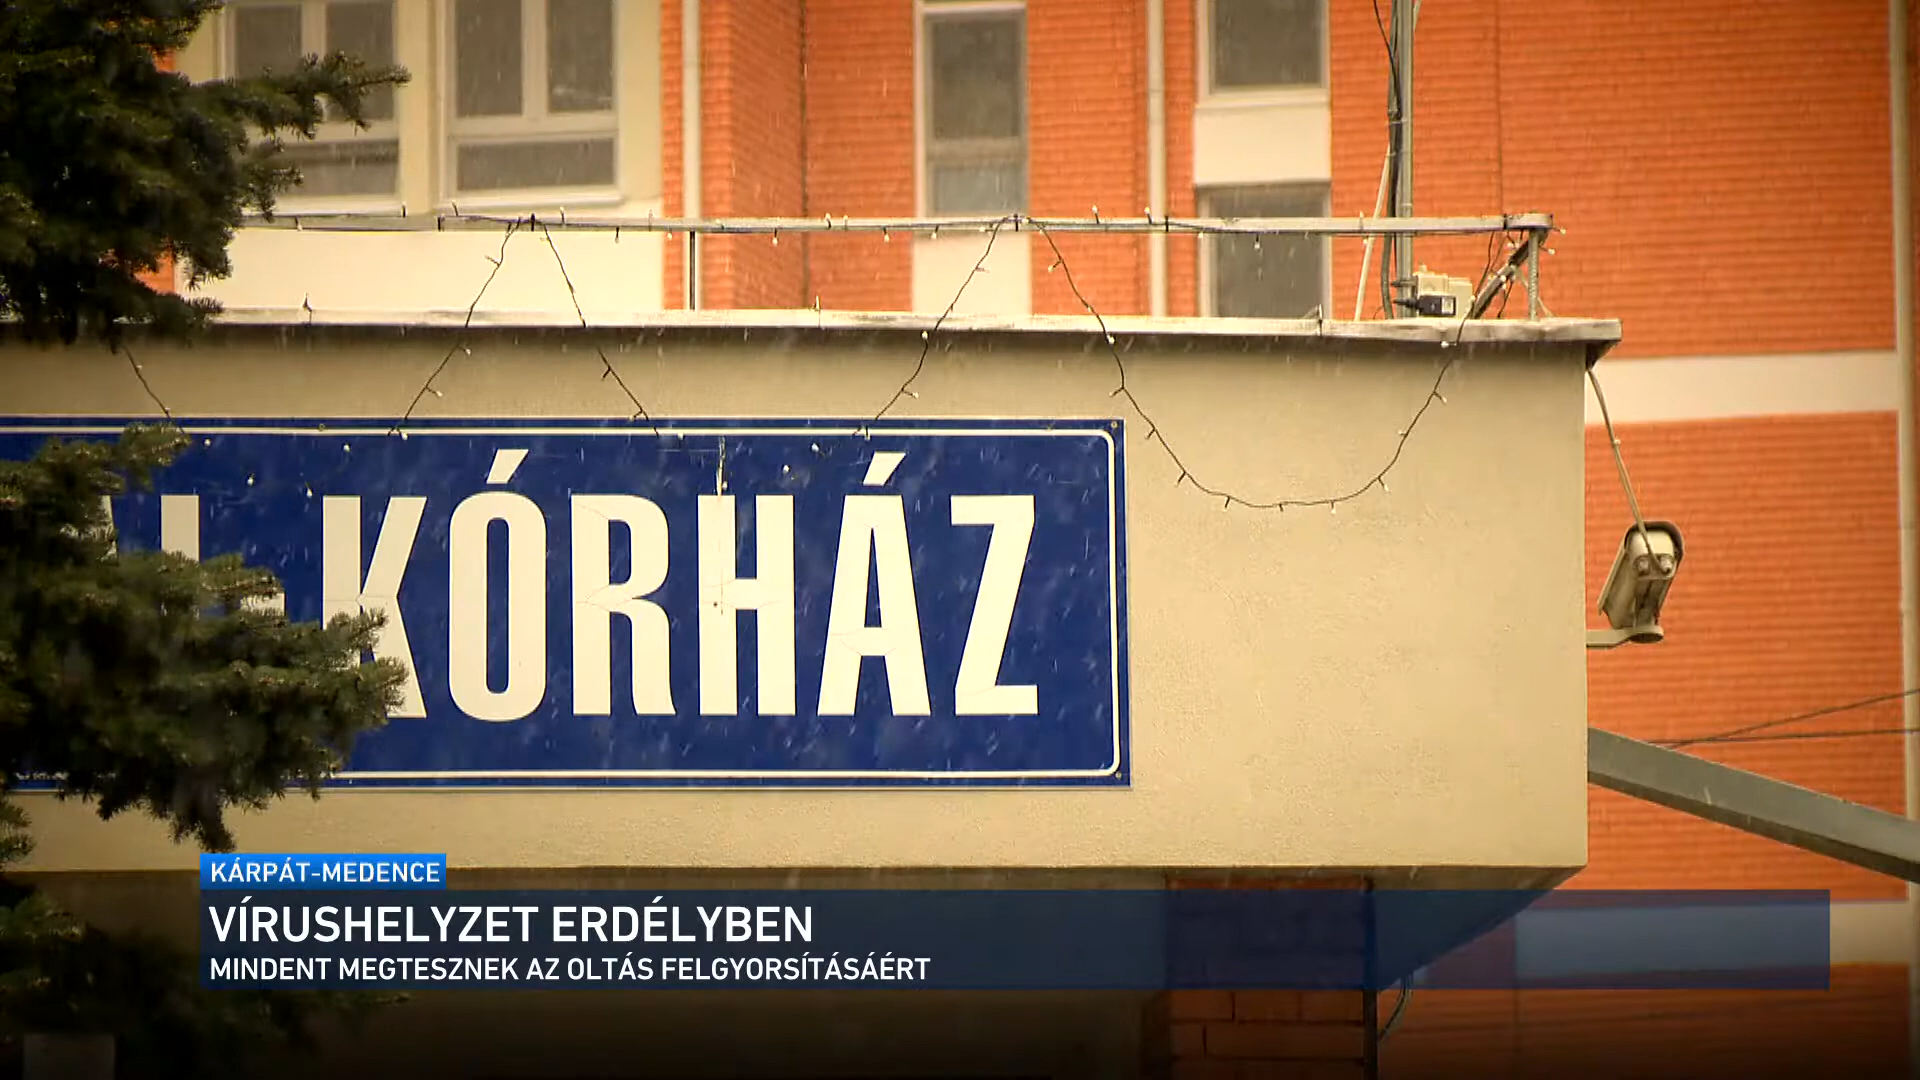 KÓRHÁZ
KÁRPÁT-MEDENCE
VÍRUSHELYZET ERDÉLYBEN
MINDENT MEGTESZNEK AZ OLTÁS FELGYORSÍTÁSÁÉRT